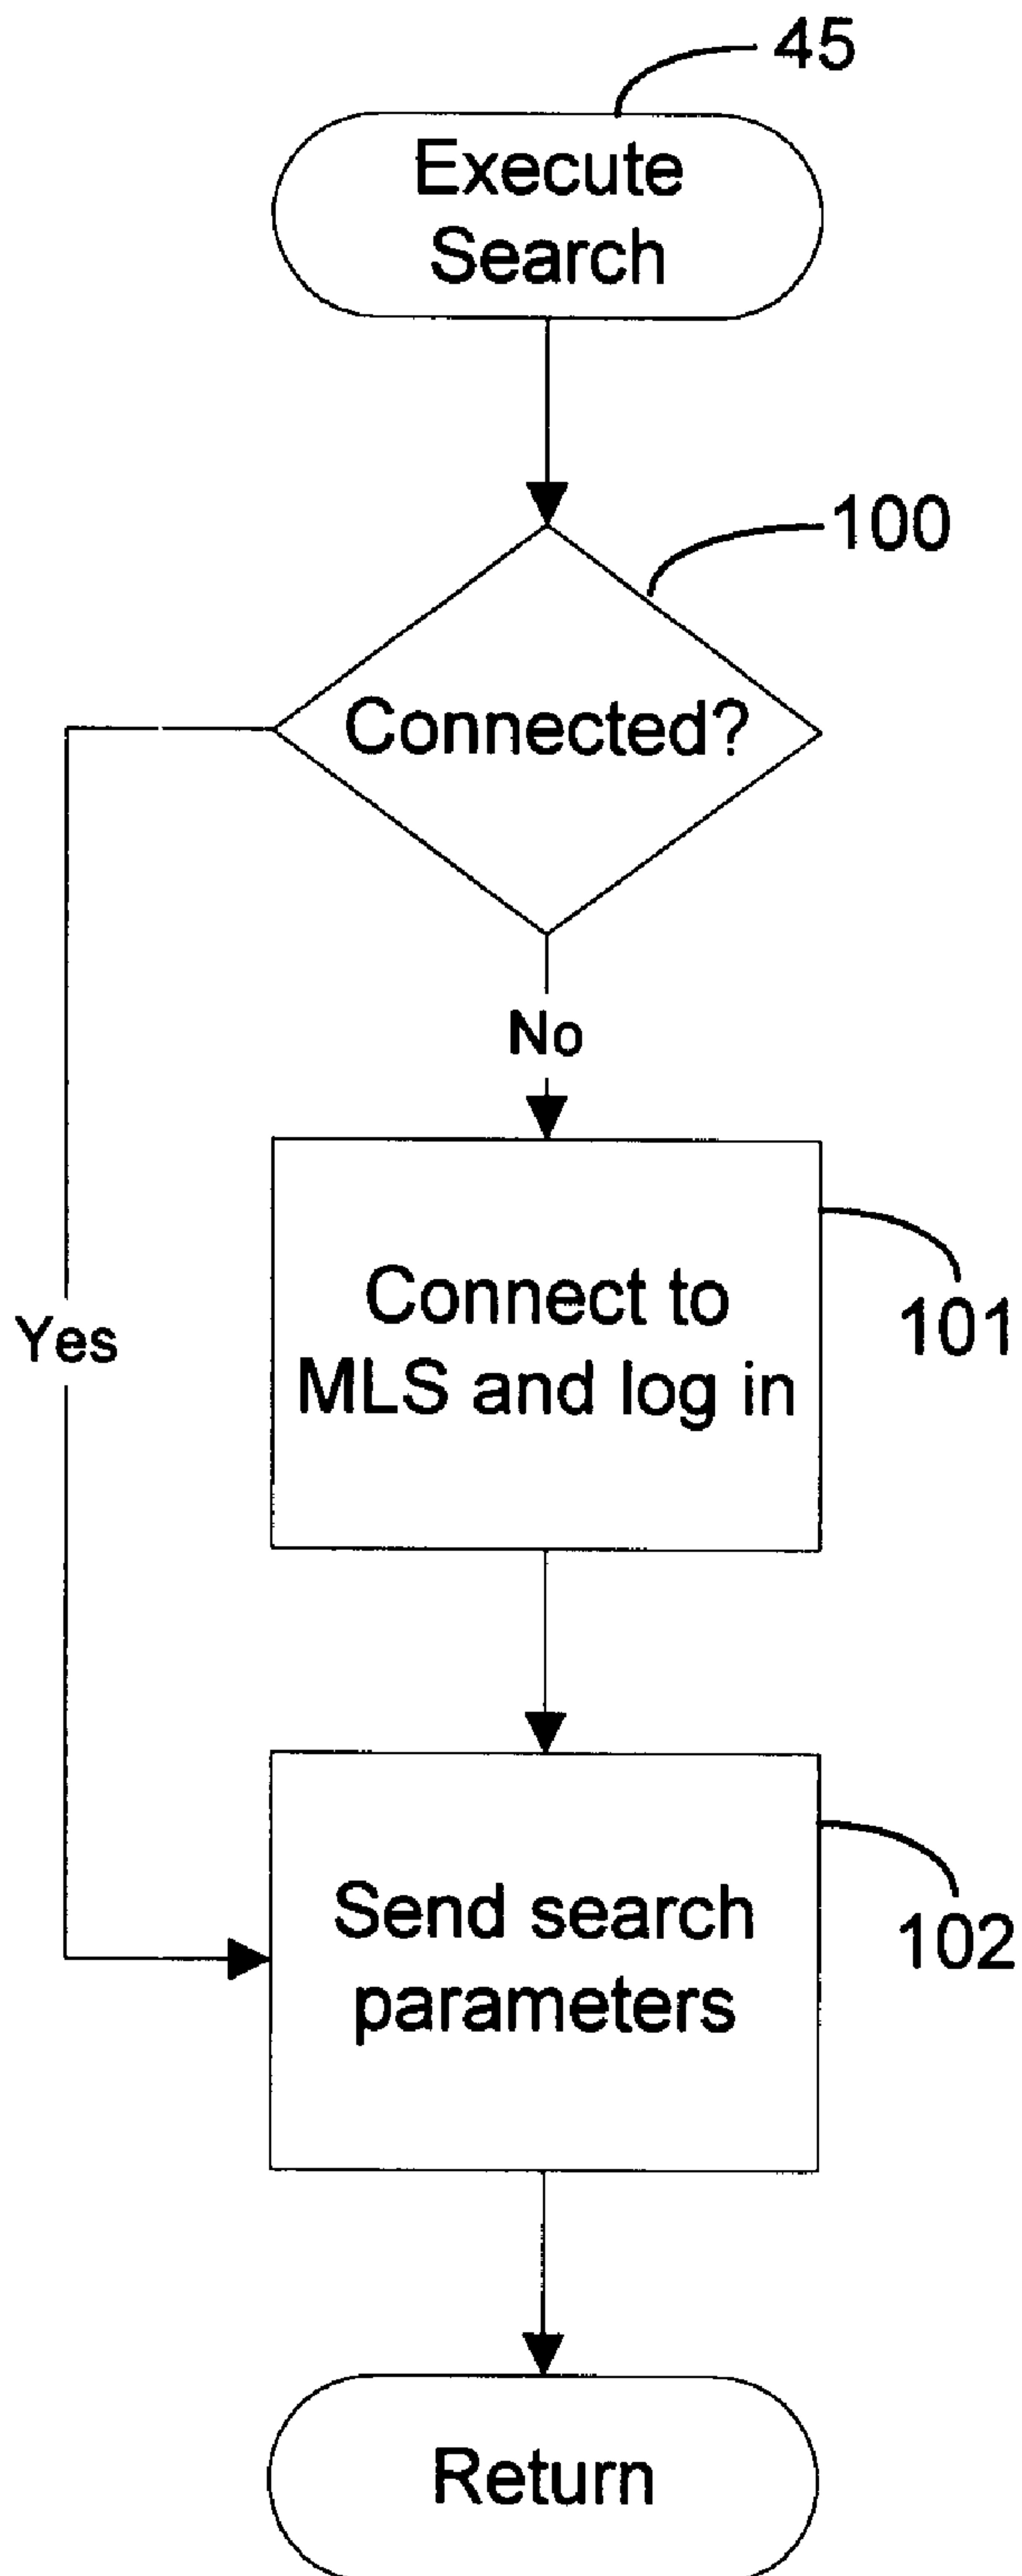 45
Execute
Search
100
Connected?
No
Connect to
MLS and log in
101
Yes
Send search
parameters
102
Return